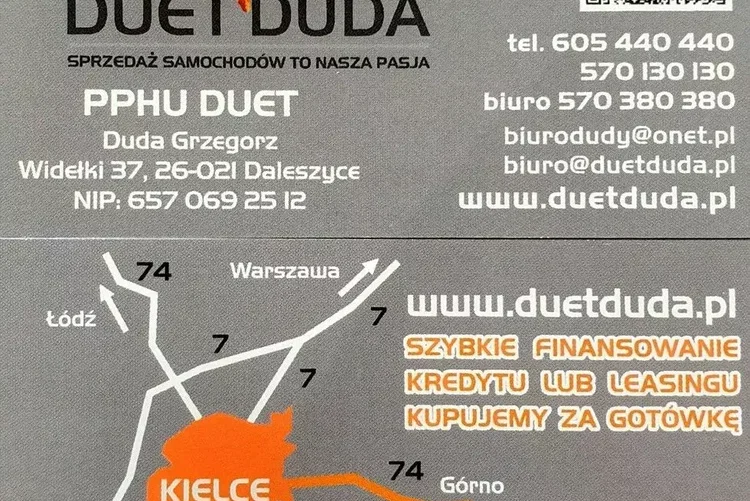 DUET DUDA
SPRZEDAŻ SAMOCHODÓW TO NASZA PASJA
PPHU DUET
Duda Grzegorz
Widełki 37, 26-021 Daleszyce
NIP: 657 069 25 12
tel. 605 440 440
570 130 130
biuro 570 380 380
biurodudy@onet.pl
biuro@duetduda.pl
www.duetduda.pl
74
Warszawa
Łódź
7
7
7
www.duetduda.pl
SZYBKIE FINANSOWANIE
KREDYTU LUB LEASINGU
KUPUJEMY ZA GOTÓWKĘ
KIELCE
74
Górno